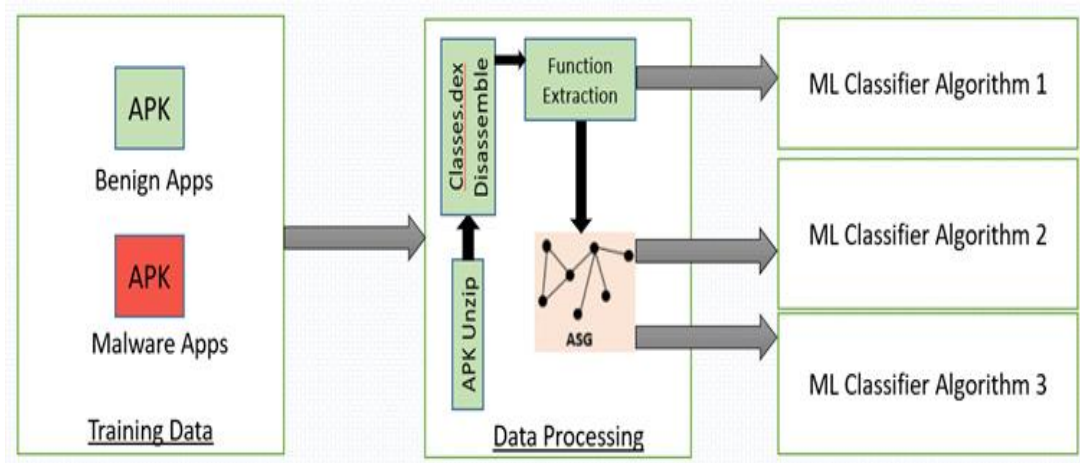 APK
Benign Apps
APK
Malware Apps
Training Data
APK Unzip
Classes.dex
Disassemble
Function
Extraction
ASG
Data Processing
ML Classifier Algorithm 1
ML Classifier Algorithm 2
ML Classifier Algorithm 3